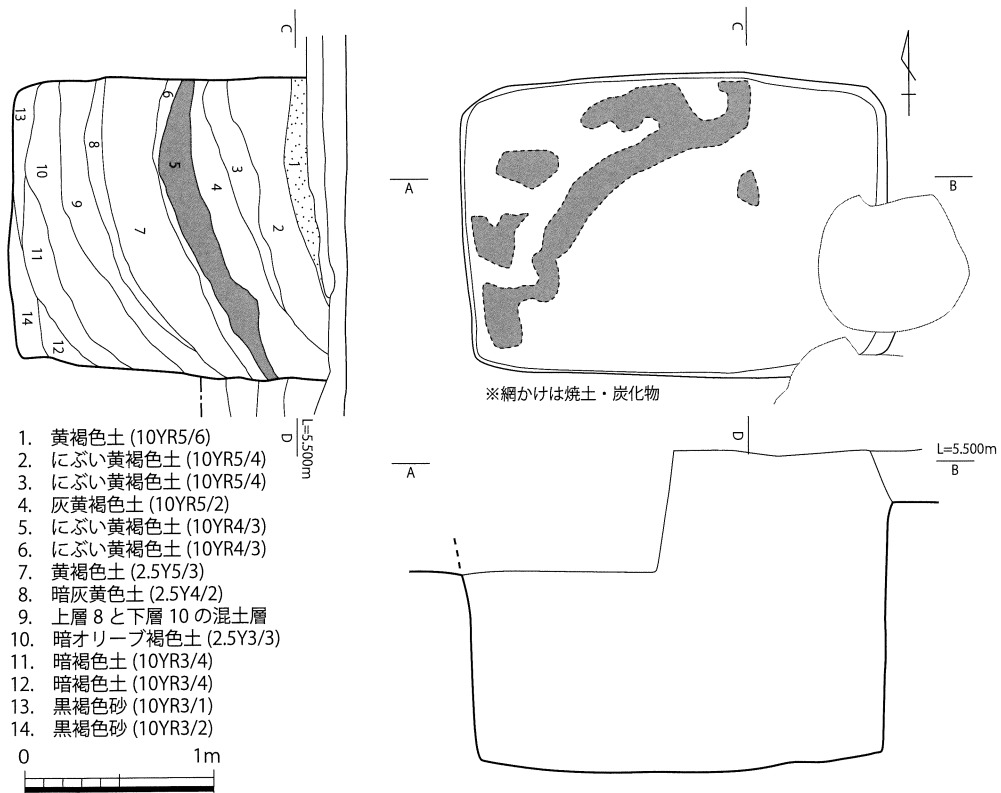 C
13
10
11
14
12
9
8
7
6
5
4
3
2
1
D
L=5.500m
C
A
B
※網かけは焼土・炭化物
D
L=5.500m
A
B
1. 黄褐色土 (10YR5/6)
2. にぶい黄褐色土 (10YR5/4)
3. にぶい黄褐色土 (10YR5/4)
4. 灰黄褐色土 (10YR5/2)
5. にぶい黄褐色土 (10YR4/3)
6. にぶい黄褐色土 (10YR4/3)
7. 黄褐色土 (2.5Y5/3)
8. 暗灰黄色土 (2.5Y4/2)
9. 上層 8 と下層 10 の混土層
10. 暗オリーブ褐色土 (2.5Y3/3)
11. 暗褐色土 (10YR3/4)
12. 暗褐色土 (10YR3/4)
13. 黒褐色砂 (10YR3/1)
14. 黒褐色砂 (10YR3/2)
0 1m